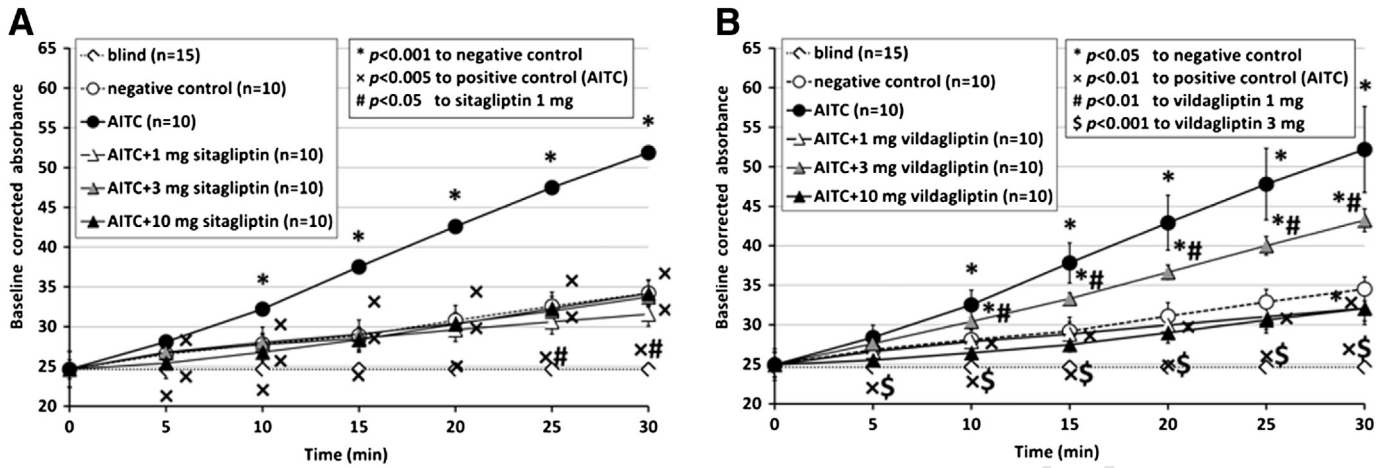 A
Baseline corrected absorbance
65
60
55
50
45
40
35
30
25
20
blind (n=15)
negative control (n=10)
AITC (n=10)
AITC+1 mg sitagliptin (n=10)
AITC+3 mg sitagliptin (n=10)
AITC+10 mg sitagliptin (n=10)
* p<0.001 to negative control
× p<0.005 to positive control (AITC)
# p<0.05 to sitagliptin 1 mg
* * * * * *
× × × × × × × × × × × × × × × ×#  ×#
0 5 10 15 20 25 30
Time (min)
B
Baseline corrected absorbance
65
60
55
50
45
40
35
30
25
20
blind (n=15)
negative control (n=10)
AITC (n=10)
AITC+1 mg vildagliptin (n=10)
AITC+3 mg vildagliptin (n=10)
AITC+10 mg vildagliptin (n=10)
* p<0.05 to negative control
× p<0.01 to positive control (AITC)
# p<0.01 to vildagliptin 1 mg
$ p<0.001 to vildagliptin 3 mg
* * * * *
*# *# *# *# *#
× × × × *×
×$ ×$ ×$ ×$ ×$ ×$
0 5 10 15 20 25 30
Time (min)